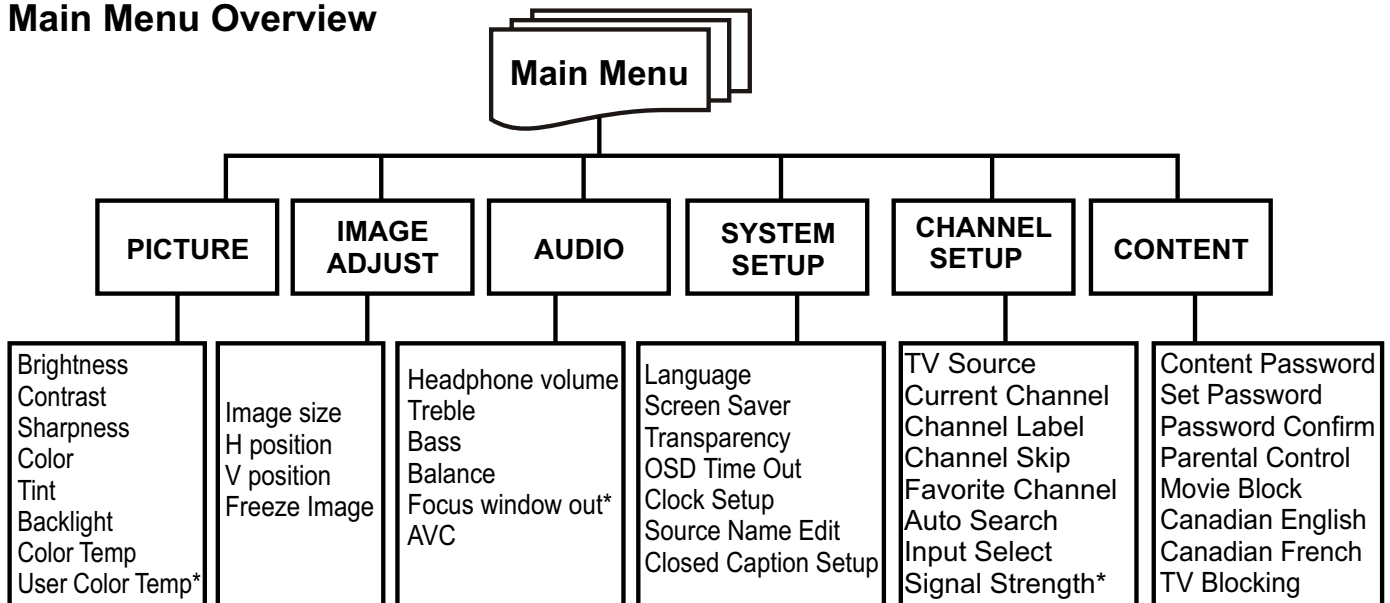 Main Menu Overview
Main Menu
PICTURE
IMAGE
ADJUST
AUDIO
SYSTEM
SETUP
CHANNEL
SETUP
CONTENT
Brightness
Contrast
Sharpness
Color
Tint
Backlight
Color Temp
User Color Temp*
Image size
H position
V position
Freeze Image
Headphone volume
Treble
Bass
Balance
Focus window out*
AVC
Language
Screen Saver
Transparency
OSD Time Out
Clock Setup
Source Name Edit
Closed Caption Setup
TV Source
Current Channel
Channel Label
Channel Skip
Favorite Channel
Auto Search
Input Select
Signal Strength*
Content Password
Set Password
Password Confirm
Parental Control
Movie Block
Canadian English
Canadian French
TV Blocking